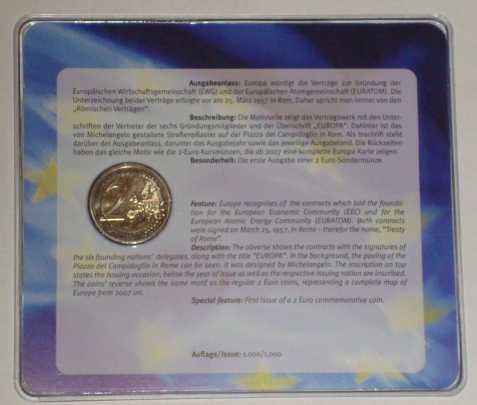 Ausgabeanlass: Europa würdigt die Verträge zur Gründung der
Europäischen Wirtschaftsgemeinschaft (EWG) und der Europäischen Atomgemeinschaft (EURATOM). Die
Unterzeichnung beider Verträge erfolgte vor am 25. März 1957 in Rom. Daher spricht man immer von den
„Römischen Verträgen".
Beschreibung: Die Motivseite zeigt das Vertragswerk mit den Unter-
schriften der Vertreter der sechs Gründungsmitglieder und der Überschrift „EUROPA". Dahinter ist das
von Michelangelo gestaltete Straßenpflaster auf der Piazza del Campidoglio in Rom. Als Inschrift steht
darüber der Ausgabeanlass, darunter das Ausgabejahr sowie das jeweilige Ausgabeland. Die Rückseiten
haben das gleiche Motiv wie die 2-Euro-Kursmünzen, die ab 2007 eine komplette Europa-Karte zeigen.
Besonderheit: Die erste Ausgabe einer 2 Euro-Sondermünze.
2
Feature: Europe recognises of the contracts which laid the founda-
tion for the European Economic Community (EEC) and for the
European Atomic Energy Community (EURATOM). Both contracts
were signed on March 25, 1957, in Rome – therefor the name, "Treaty
of Rome".
Description: The obverse shows the contracts with the signatures of
the six founding nations' delegates, along with the title "EUROPA". In the background, the paving of the
Piazza del Campidoglio in Rome can be seen. It was designed by Michelangelo. The inscription on top
states the issuing occasion, below the year of issue as well as the respective issuing nation are inscribed.
The coins' reverse shows the same motif as the regular 2 Euro coins, representing a complete map of
Europe from 2007 on.
Special feature: First issue of a 2 Euro commemorative coin.
Auflage/Issue: 1.000/1,000